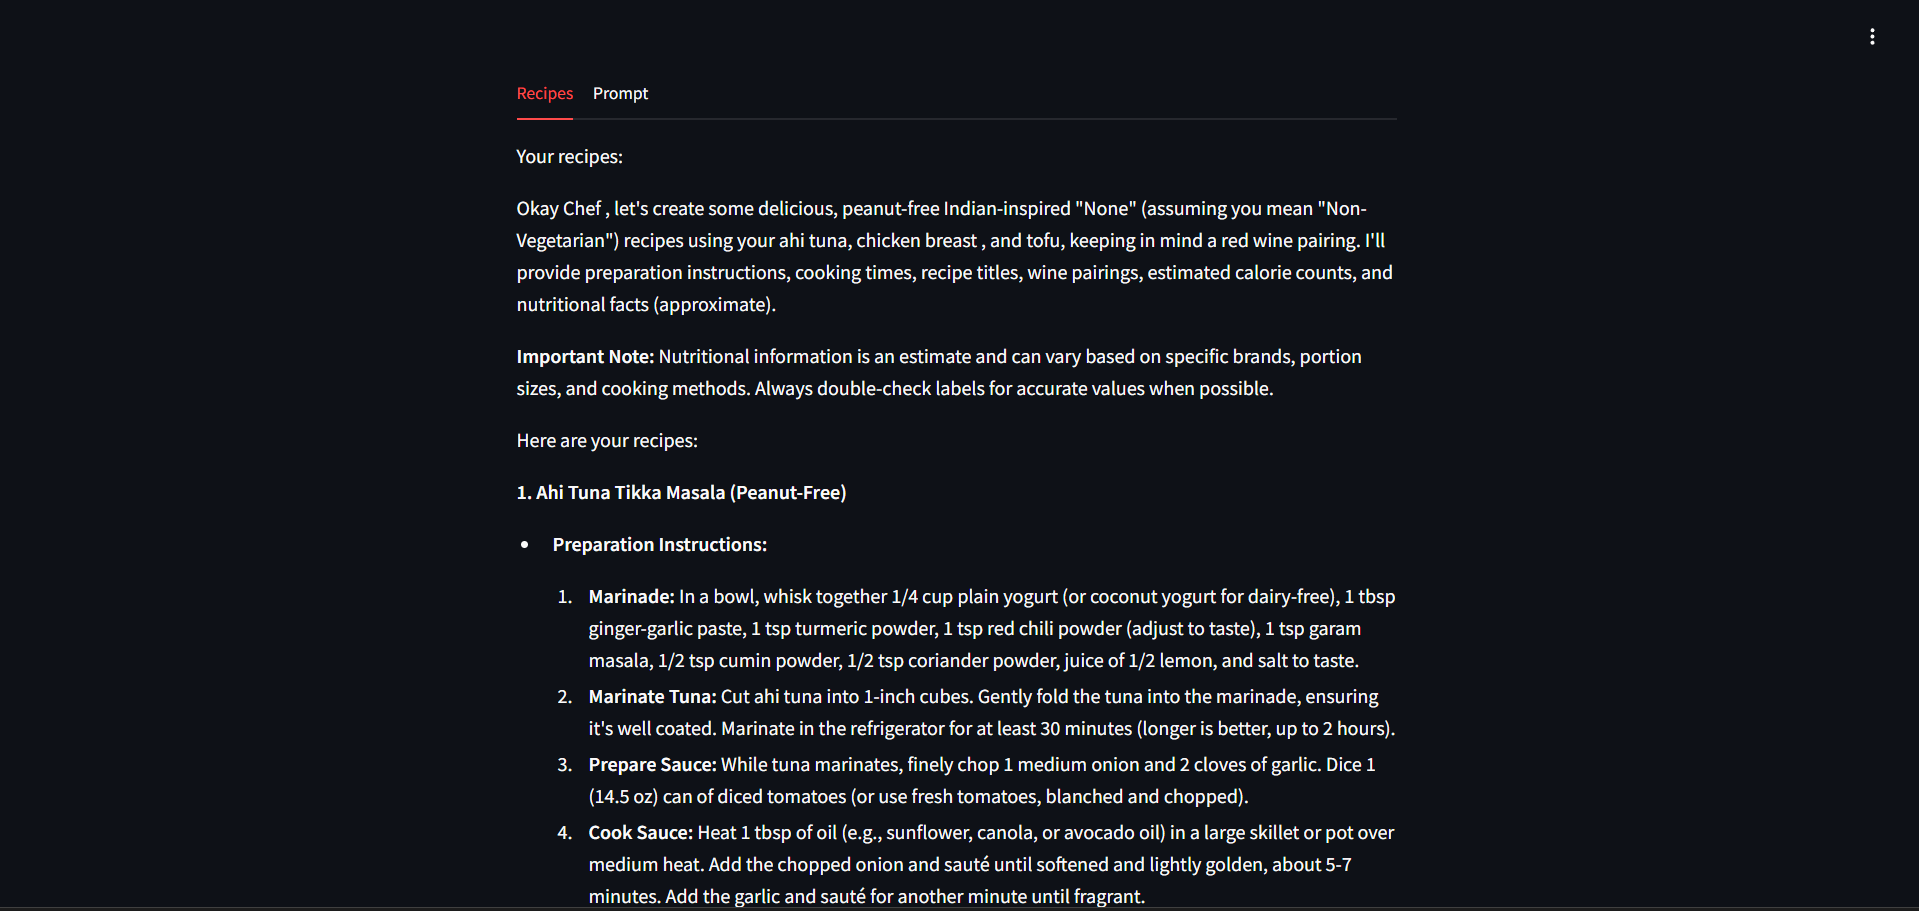 Recipes Prompt
Your recipes:
Okay Chef , let's create some delicious, peanut-free Indian-inspired "None" (assuming you mean "Non-
Vegetarian") recipes using your ahi tuna, chicken breast , and tofu, keeping in mind a red wine pairing. I'll
provide preparation instructions, cooking times, recipe titles, wine pairings, estimated calorie counts, and
nutritional facts (approximate).
Important Note: Nutritional information is an estimate and can vary based on specific brands, portion
sizes, and cooking methods. Always double-check labels for accurate values when possible.
Here are your recipes:
1. Ahi Tuna Tikka Masala (Peanut-Free)
• Preparation Instructions:
1. Marinade: In a bowl, whisk together 1/4 cup plain yogurt (or coconut yogurt for dairy-free), 1 tbsp
ginger-garlic paste, 1 tsp turmeric powder, 1 tsp red chili powder (adjust to taste), 1 tsp garam
masala, 1/2 tsp cumin powder, 1/2 tsp coriander powder, juice of 1/2 lemon, and salt to taste.
2. Marinate Tuna: Cut ahi tuna into 1-inch cubes. Gently fold the tuna into the marinade, ensuring
it's well coated. Marinate in the refrigerator for at least 30 minutes (longer is better, up to 2 hours).
3. Prepare Sauce: While tuna marinates, finely chop 1 medium onion and 2 cloves of garlic. Dice 1
(14.5 oz) can of diced tomatoes (or use fresh tomatoes, blanched and chopped).
4. Cook Sauce: Heat 1 tbsp of oil (e.g., sunflower, canola, or avocado oil) in a large skillet or pot over
medium heat. Add the chopped onion and sauté until softened and lightly golden, about 5-7
minutes. Add the garlic and sauté for another minute until fragrant.